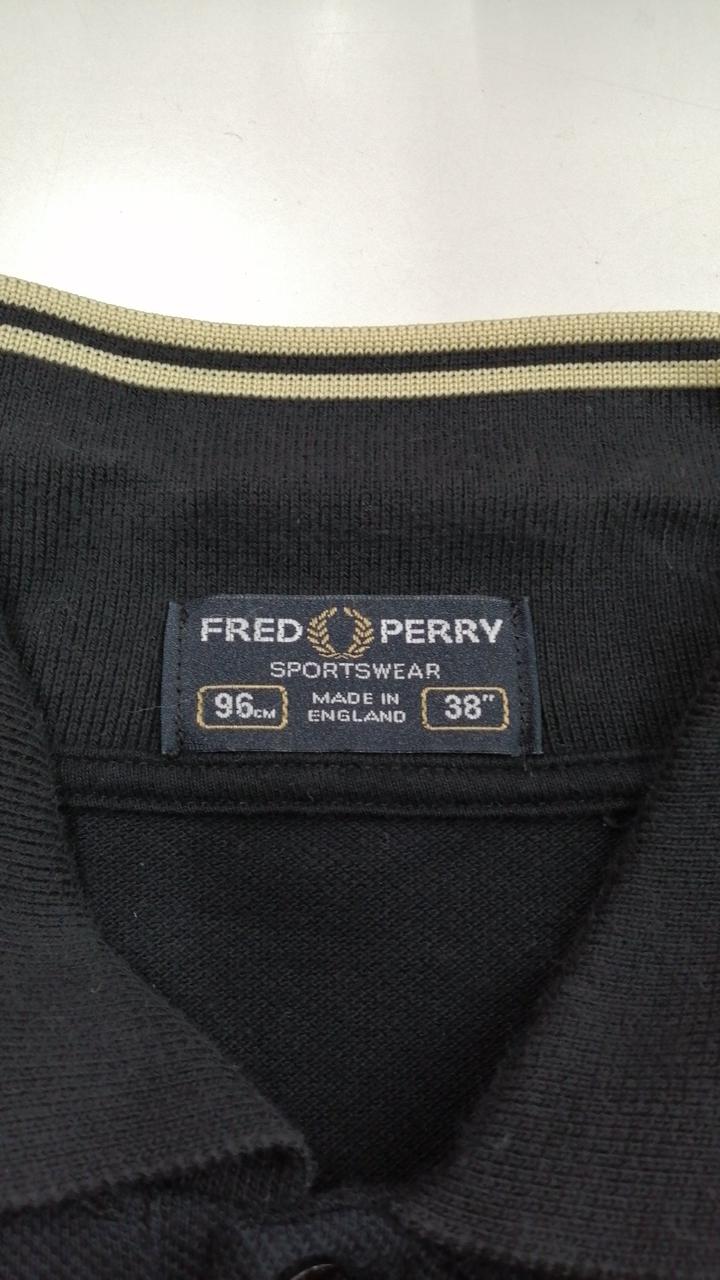 FRED PERRY
SPORTSWEAR
96CM MADE IN ENGLAND 38"